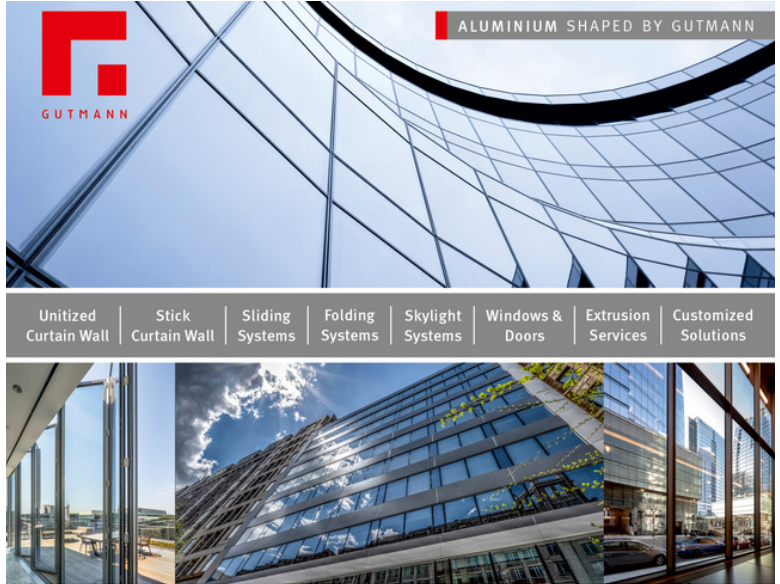 ALUMINIUM SHAPED BY GUTMANN
GUTMANN
Unitized
Curtain Wall
Stick
Curtain Wall
Sliding
Systems
Folding
Systems
Skylight
Systems
Windows &
Doors
Extrusion
Services
Customized
Solutions